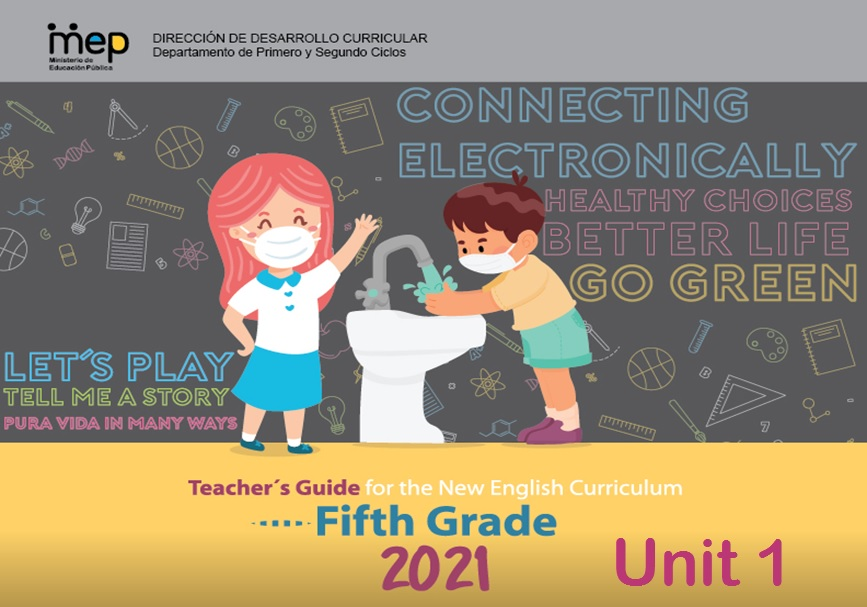 mep
Ministerio de
Educación Pública
DIRECCIÓN DE DESARROLLO CURRICULAR
Departamento de Primero y Segundo Ciclos
CONNECTING
ELECTRONICALLY
HEALTHY CHOICES
BETTER LIFE
GO GREEN
LET´S PLAY
TELL ME A STORY
PURA VIDA IN MANY WAYS
Teacher´s Guide for the New English Curriculum
Fifth Grade
2021
Unit 1